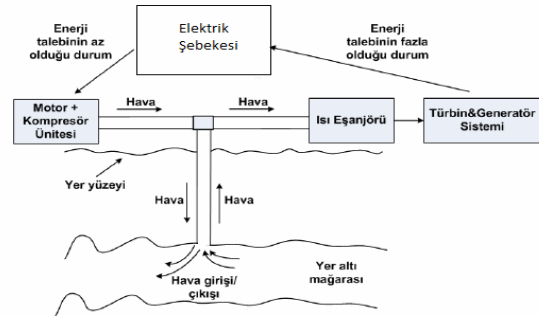 Enerji
talebinin az
olduğu durum
Elektrik
Şebekesi
Enerji
talebinin fazla
olduğu durum
Motor +
Kompresör
Ünitesi
Hava
Hava
Isı Eşanjörü
Türbin&Generatör
Sistemi
Yer yüzeyi
Hava
Hava
Hava girişi/
çıkışı
Yer altı
mağarası